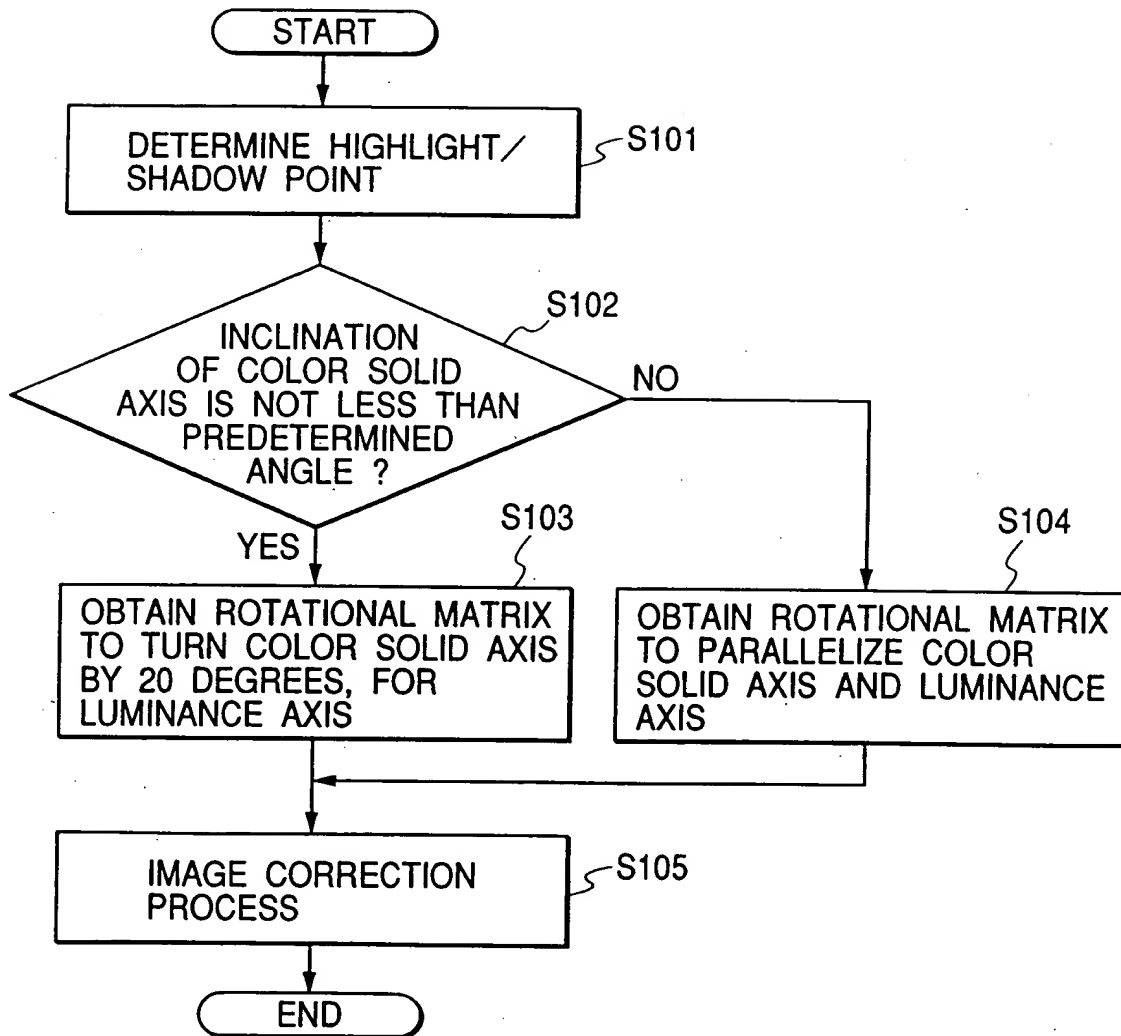 START
DETERMINE HIGHLIGHT/
SHADOW POINT
S101
INCLINATION
OF COLOR SOLID
AXIS IS NOT LESS THAN
PREDETERMINED
ANGLE ?
S102
NO
YES
S103
OBTAIN ROTATIONAL MATRIX
TO TURN COLOR SOLID AXIS
BY 20 DEGREES, FOR
LUMINANCE AXIS
S104
OBTAIN ROTATIONAL MATRIX
TO PARALLELIZE COLOR
SOLID AXIS AND LUMINANCE
AXIS
IMAGE CORRECTION
PROCESS
S105
END